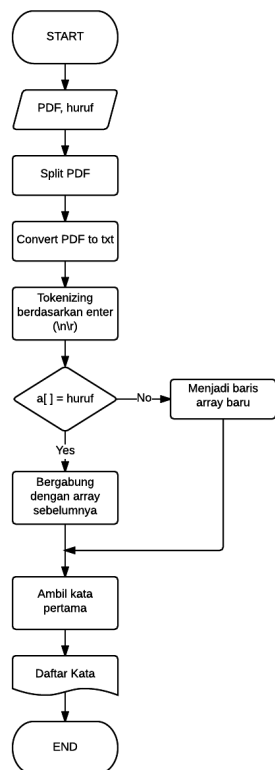 START
PDF, huruf
Split PDF
Convert PDF to txt
Tokenizing
berdasarkan enter
(\n\r)
a[ ] = huruf
No
Menjadi baris
array baru
Yes
Bergabung
dengan array
sebelumnya
Ambil kata
pertama
Daftar Kata
END